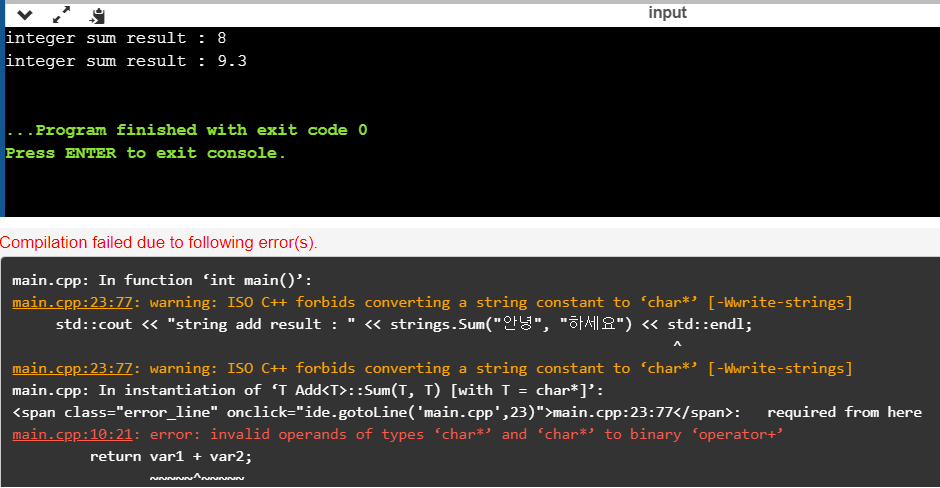 input
integer sum result : 8
integer sum result : 9.3
...Program finished with exit code 0
Press ENTER to exit console.
Compilation failed due to following error(s).
main.cpp: In function ‘int main()’:
main.cpp:23:77: warning: ISO C++ forbids converting a string constant to ‘char*’ [-Wwrite-strings]
std::cout << "string add result : " << strings.Sum("안녕", "하세요") << std::endl;
^
main.cpp:23:77: warning: ISO C++ forbids converting a string constant to ‘char*’ [-Wwrite-strings]
main.cpp: In instantiation of ‘T Add<T>::Sum(T, T) [with T = char*]’:
<span class="error_line" onclick="ide.gotoLine('main.cpp',23)">main.cpp:23:77</span>:   required from here
main.cpp:10:21: error: invalid operands of types ‘char*’ and ‘char*’ to binary ‘operator+’
return var1 + var2;
~~~~~^~~~~~